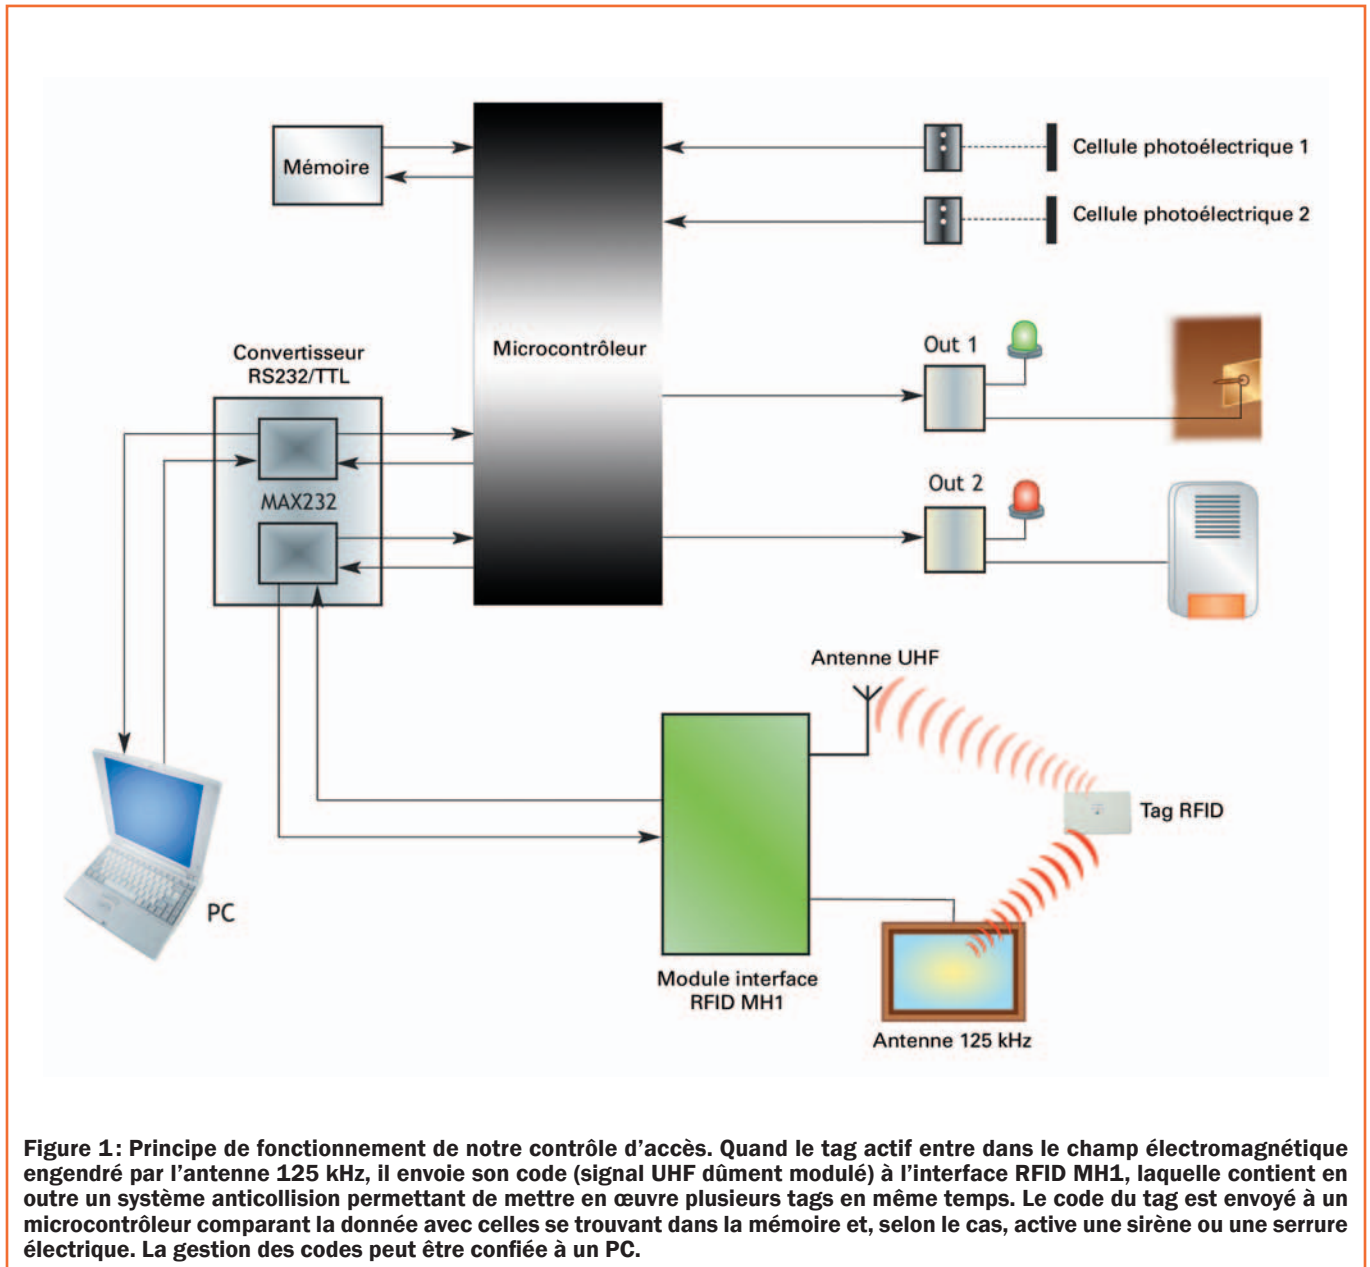 Mémoire
Cellule photoélectrique 1
Cellule photoélectrique 2
Microcontrôleur
Convertisseur
RS232/TTL
MAX232
Out 1
Out 2
Antenne UHF
Tag RFID
PC
Module interface
RFID MH1
Antenne 125 kHz
Figure 1: Principe de fonctionnement de notre contrôle d'accès. Quand le tag actif entre dans le champ électromagnétique
engendré par l'antenne 125 kHz, il envoie son code (signal UHF dûment modulé) à l'interface RFID MH1, laquelle contient en
outre un système anticollision permettant de mettre en œuvre plusieurs tags en même temps. Le code du tag est envoyé à un
microcontrôleur comparant la donnée avec celles se trouvant dans la mémoire et, selon le cas, active une sirène ou une serrure
électrique. La gestion des codes peut être confiée à un PC.